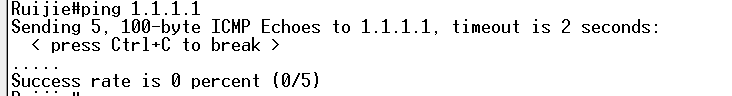 Ruijie#ping 1.1.1.1
Sending 5, 100-byte ICMP Echoes to 1.1.1.1, timeout is 2 seconds:
  < press Ctrl+C to break >
.....
Success rate is 0 percent (0/5)
Ruijie#